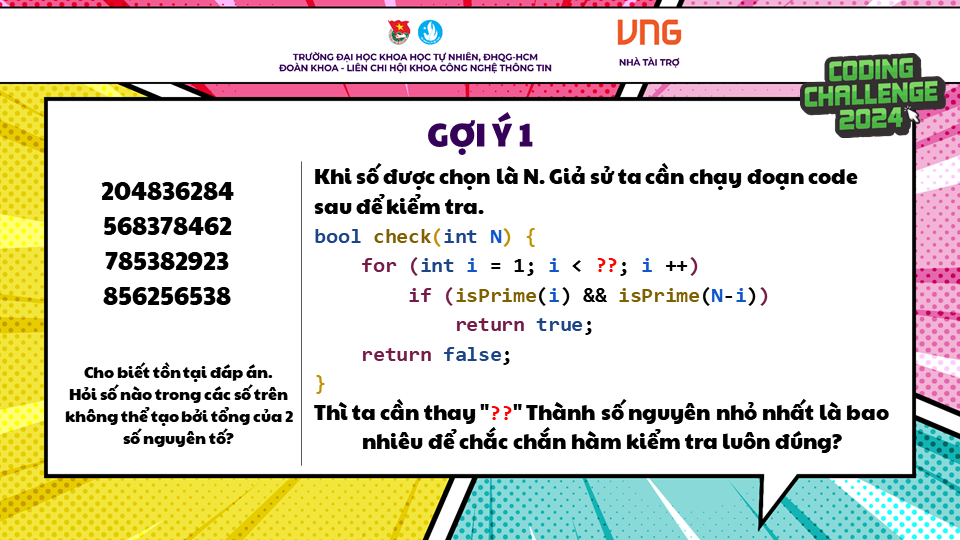 VNG
TRƯỜNG ĐẠI HỌC KHOA HỌC TỰ NHIÊN, ĐHQG-HCM
ĐOÀN KHOA - LIÊN CHI HỘI KHOA CÔNG NGHỆ THÔNG TIN
NHÀ TÀI TRỢ
CODING
CHALLENGE
2024
GỢI Ý 1
204836284
568378462
785382923
856256538
Cho biết tồn tại đáp án.
Hỏi số nào trong các số trên
không thể tạo bởi tổng của 2
số nguyên tố?
Khi số được chọn là N. Giả sử ta cần chạy đoạn code
sau để kiểm tra.
bool check(int N) {
for (int i = 1; i < ??; i ++)
if (isPrime(i) && isPrime(N-i))
return true;
return false;
}
Thì ta cần thay "??" Thành số nguyên nhỏ nhất là bao
nhiêu để chắc chắn hàm kiểm tra luôn đúng?